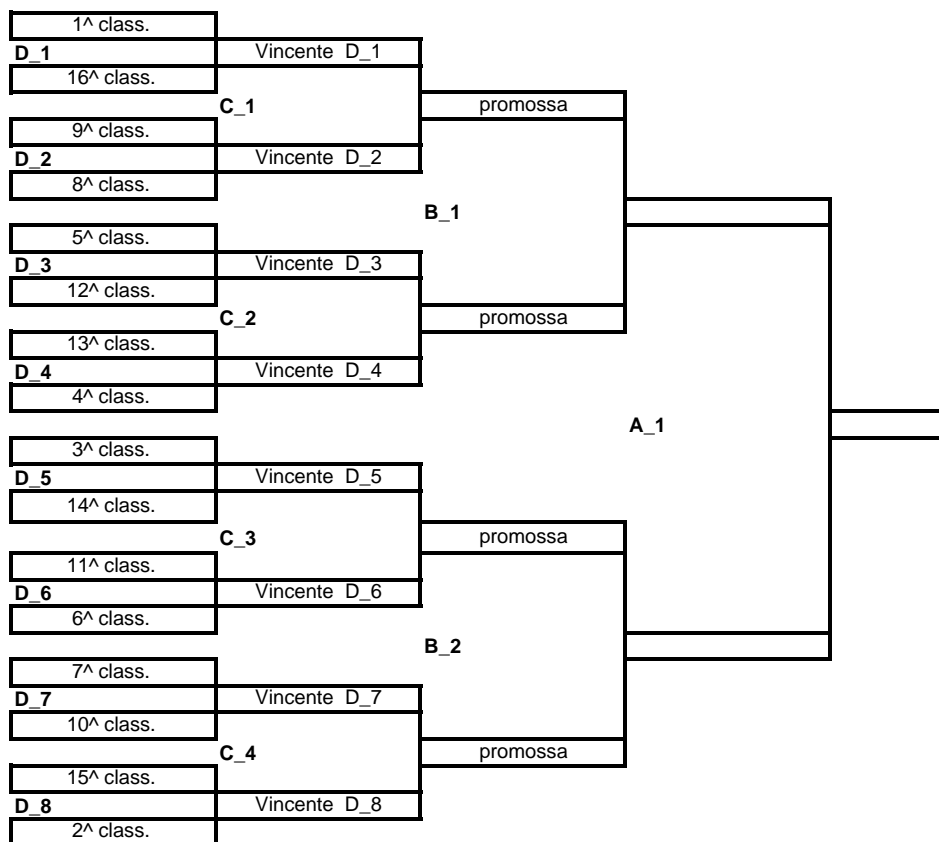 1^ class.
D_1
Vincente D_1
16^ class.
C_1
promossa
9^ class.
D_2
Vincente D_2
8^ class.
B_1
5^ class.
D_3
Vincente D_3
12^ class.
C_2
promossa
13^ class.
D_4
Vincente D_4
4^ class.
A_1
3^ class.
D_5
Vincente D_5
14^ class.
C_3
promossa
11^ class.
D_6
Vincente D_6
6^ class.
B_2
7^ class.
D_7
Vincente D_7
10^ class.
C_4
promossa
15^ class.
D_8
Vincente D_8
2^ class.